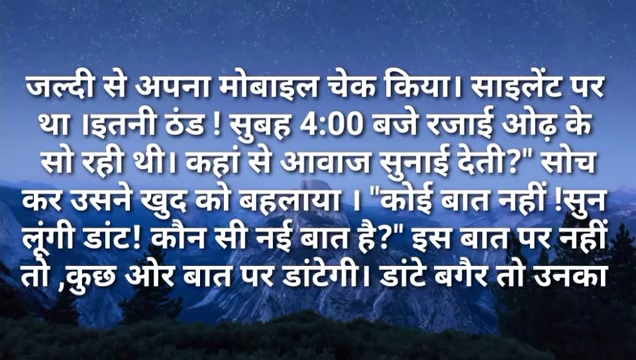 जल्दी से अपना मोबाइल चेक किया। साइलेंट पर
था ।इतनी ठंड ! सुबह 4:00 बजे रजाई ओढ़ के
सो रही थी। कहां से आवाज सुनाई देती?" सोच
कर उसने खुद को बहलाया । "कोई बात नहीं !सुन
लूंगी डांट! कौन सी नई बात है?" इस बात पर नहीं
तो ,कुछ ओर बात पर डांटेगी। डांटे बगैर तो उनका